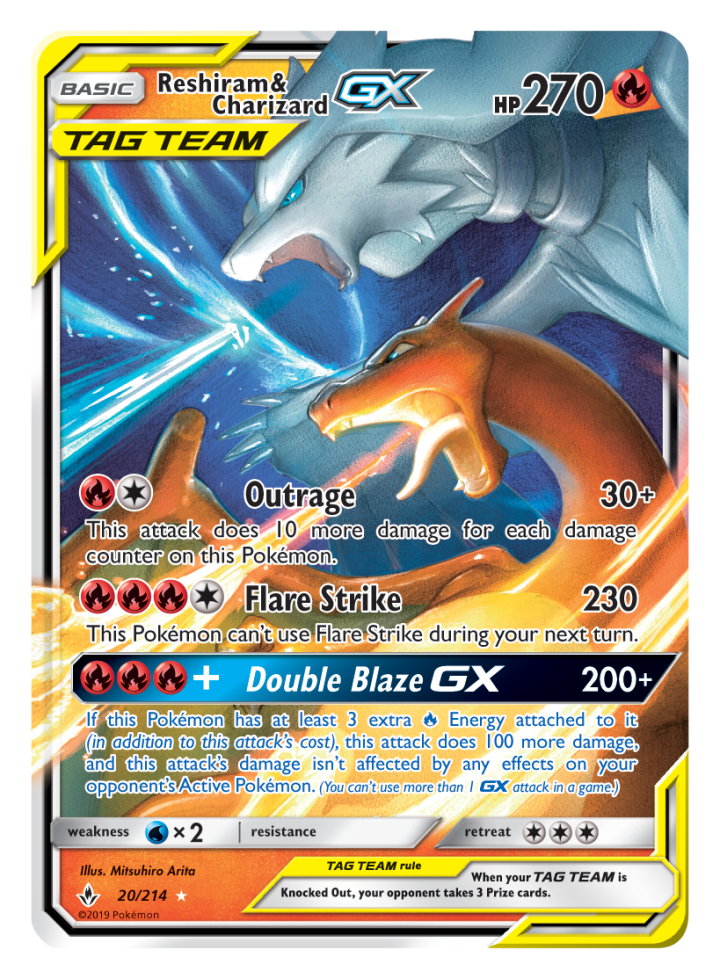 BASIC Reshiram& Charizard GX HP 270
TAG TEAM
Outrage 30+
This attack does 10 more damage for each damage
counter on this Pokémon.
Flare Strike 230
This Pokémon can't use Flare Strike during your next turn.
+ Double Blaze GX 200+
If this Pokémon has at least 3 extra Energy attached to it
(in addition to this attack's cost), this attack does 100 more damage,
and this attack's damage isn't affected by any effects on your
opponent's Active Pokémon. (You can't use more than 1 GX attack in a game.)
weakness ×2 resistance retreat
Illus. Mitsuhiro Arita
20/214
©2019 Pokémon
TAG TEAM rule
When your TAG TEAM is
Knocked Out, your opponent takes 3 Prize cards.